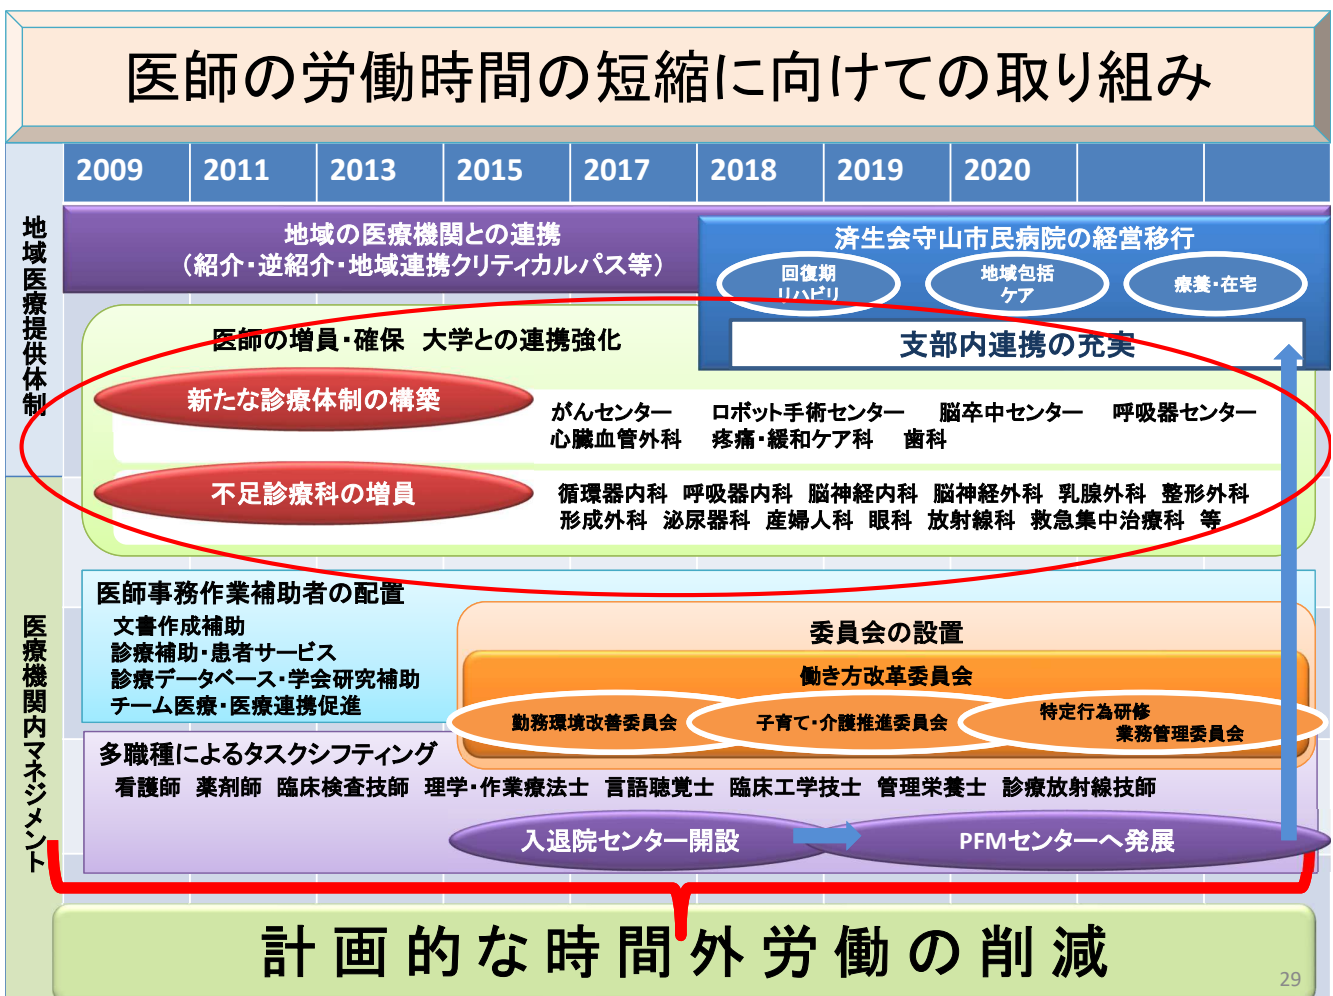 医師の労働時間の短縮に向けての取り組み
2009 2011 2013 2015 2017 2018 2019 2020
地域医療提供体制
地域の医療機関との連携
（紹介・逆紹介・地域連携クリティカルパス等）
済生会守山市民病院の経営移行
回復期
リハビリ
地域包括
ケア
療養・在宅
支部内連携の充実
医師の増員・確保 大学との連携強化
新たな診療体制の構築
がんセンター ロボット手術センター 脳卒中センター 呼吸器センター
心臓血管外科 疼痛・緩和ケア科 歯科
不足診療科の増員
循環器内科 呼吸器内科 脳神経内科 脳神経外科 乳腺外科 整形外科
形成外科 泌尿器科 産婦人科 眼科 放射線科 救急集中治療科 等
医療機関内マネジメント
医師事務作業補助者の配置
文書作成補助
診療補助・患者サービス
診療データベース・学会研究補助
チーム医療・医療連携促進
委員会の設置
働き方改革委員会
勤務環境改善委員会
子育て・介護推進委員会
特定行為研修
業務管理委員会
多職種によるタスクシフティング
看護師 薬剤師 臨床検査技師 理学・作業療法士 言語聴覚士 臨床工学技士 管理栄養士 診療放射線技師
入退院センター開設
PFMセンターへ発展
計画的な時間外労働の削減
29